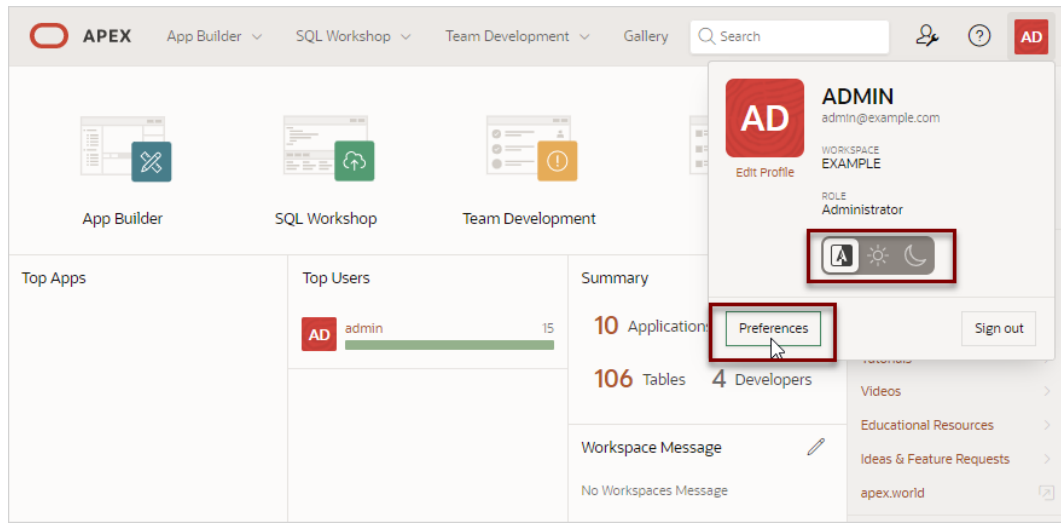 APEX App Builder SQL Workshop Team Development Gallery Search AD
AD
ADMIN
admin@example.com
WORKSPACE
EXAMPLE
Edit Profile
ROLE
Administrator
A
Preferences Sign out
App Builder SQL Workshop Team Development
Top Apps
Top Users
AD admin 15
Summary
10 Applications
106 Tables 4 Developers
Workspace Message
No Workspaces Message
Tutorials
Videos
Educational Resources
Ideas & Feature Requests
apex.world